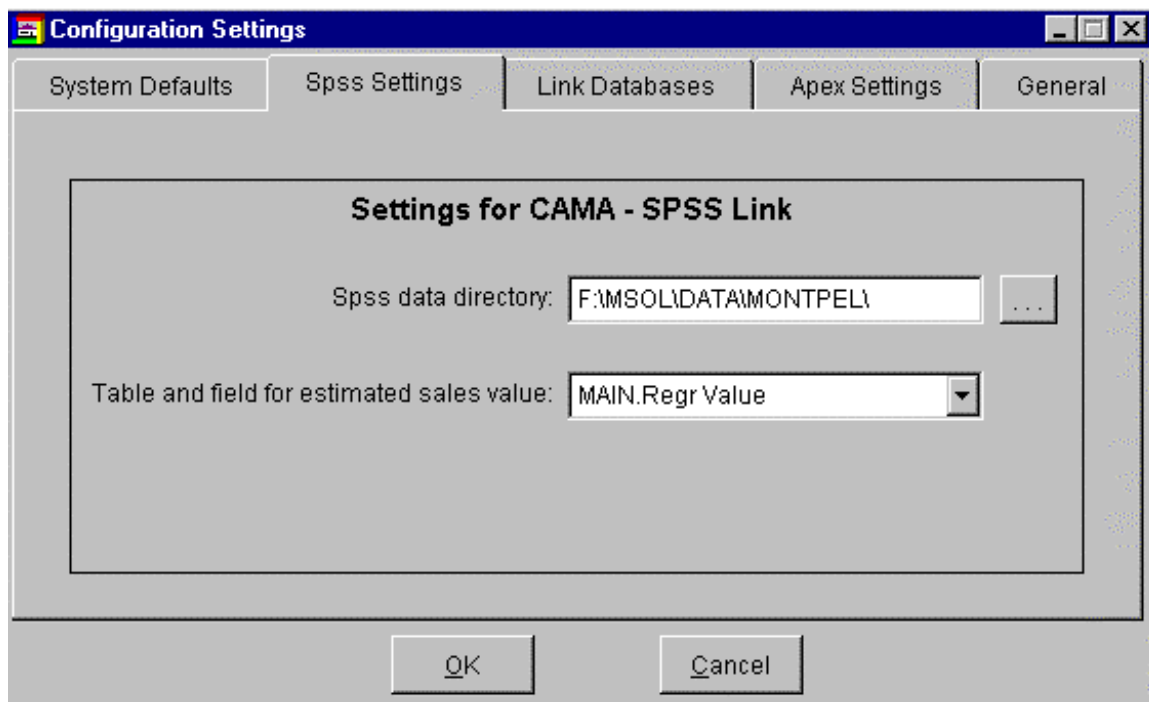 Configuration Settings
System Defaults
Spss Settings
Link Databases
Apex Settings
General
Settings for CAMA - SPSS Link
Spss data directory: F:\MSOL\DATA\MONTPEL\ ...
Table and field for estimated sales value: MAIN.Regr Value
OK
Cancel